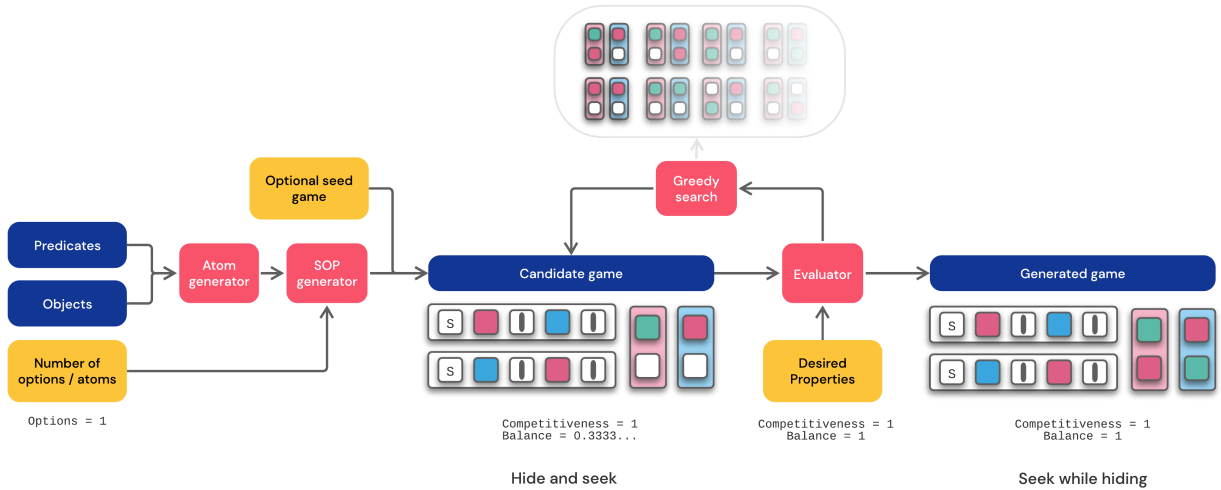 Greedy
search
Optional seed
game
Predicates
Objects
Number of
options / atoms
Options = 1
Atom
generator
SOP
generator
Candidate game
S
S
Competitiveness = 1
Balance = 0.3333...
Hide and seek
Evaluator
Desired
Properties
Competitiveness = 1
Balance = 1
Generated game
S
S
Competitiveness = 1
Balance = 1
Seek while hiding